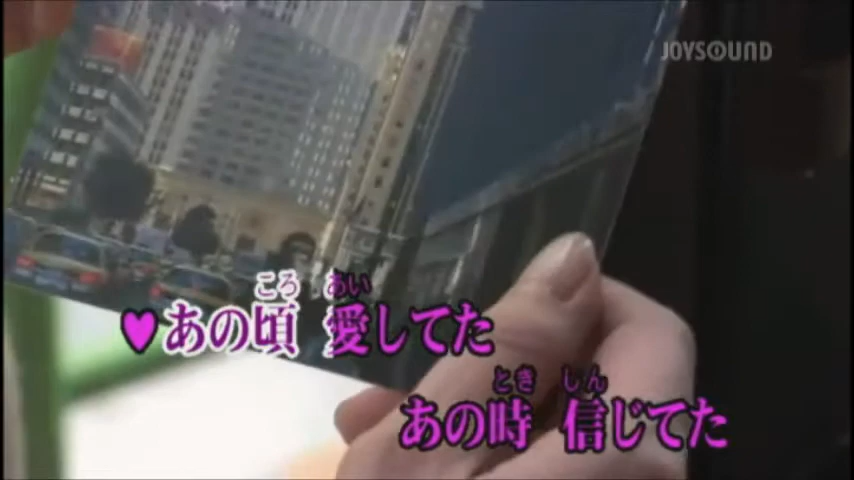 JOYSOUND
ころ あい
♥あの頃 愛してた
とき しん
あの時 信じてた